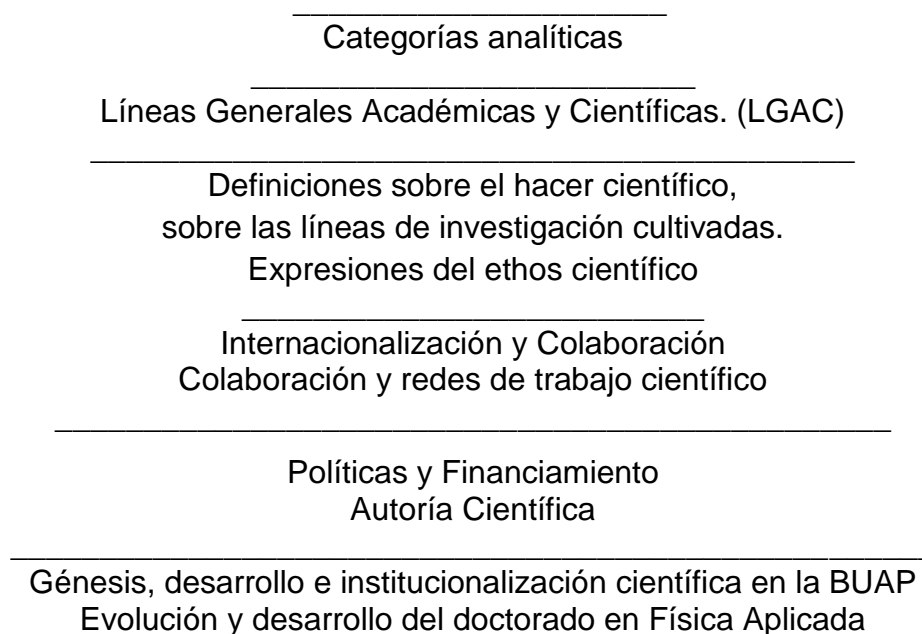 Categorías analíticas
Líneas Generales Académicas y Científicas. (LGAC)
Definiciones sobre el hacer científico,
sobre las líneas de investigación cultivadas.
Expresiones del ethos científico
Internacionalización y Colaboración
Colaboración y redes de trabajo científico
Políticas y Financiamiento
Autoría Científica
Génesis, desarrollo e institucionalización científica en la BUAP
Evolución y desarrollo del doctorado en Física Aplicada